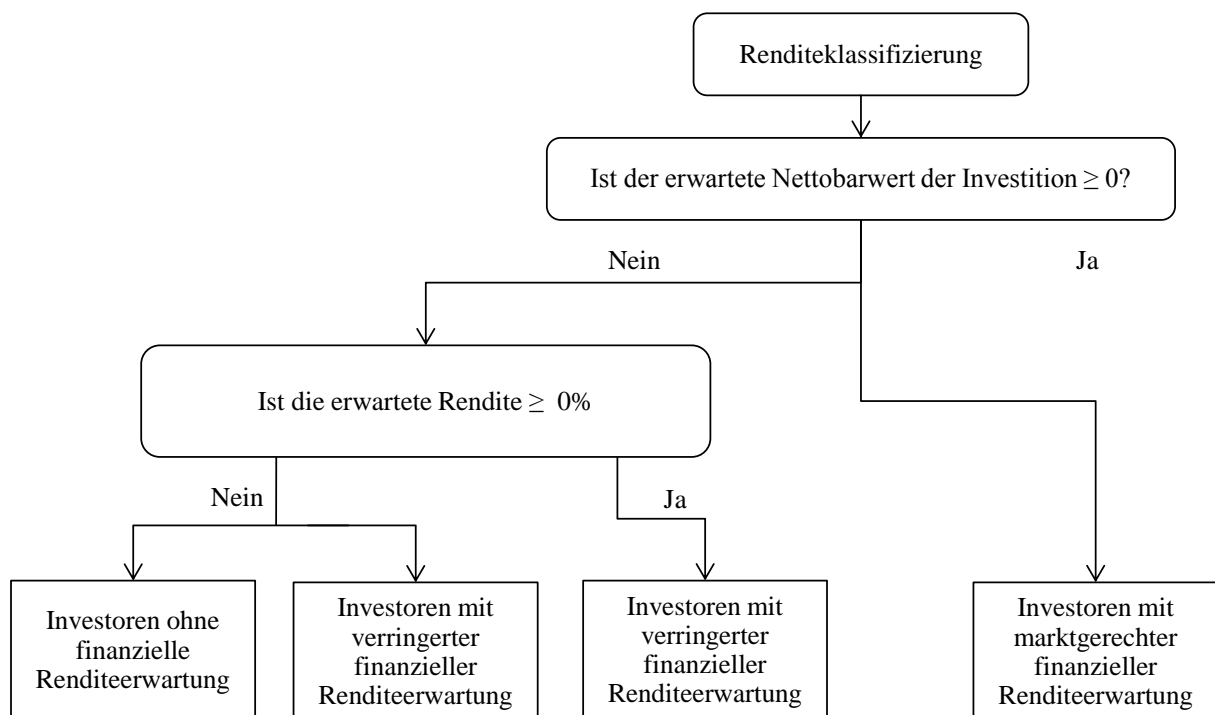 Renditeklassifizierung
Ist der erwartete Nettobarwert der Investition ≥ 0?
Nein
Ja
Ist die erwartete Rendite ≥ 0%
Nein
Ja
Investoren ohne
finanzielle
Renditeerwartung
Investoren mit
verringerter
finanzieller
Renditeerwartung
Investoren mit
verringerter
finanzieller
Renditeerwartung
Investoren mit
marktgerechter
finanzieller
Renditeerwartung